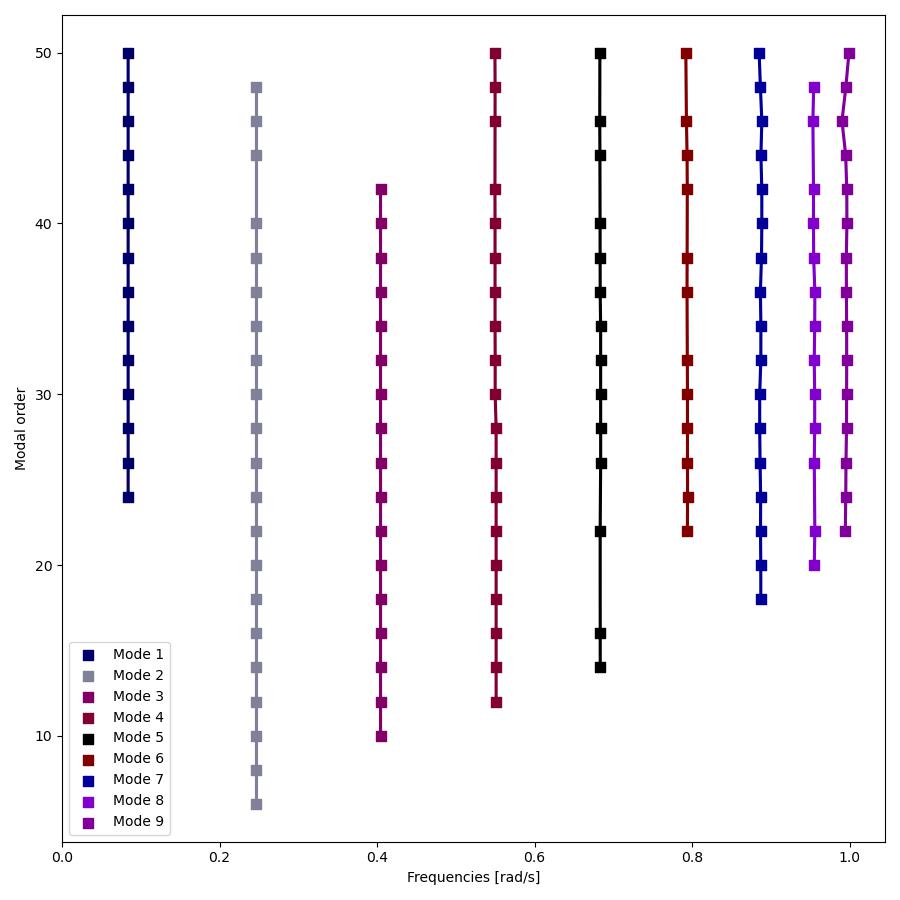 50
40
30
20
10
Modal order
Mode 1
Mode 2
Mode 3
Mode 4
Mode 5
Mode 6
Mode 7
Mode 8
Mode 9
0.0 0.2 0.4 0.6 0.8 1.0
Frequencies [rad/s]